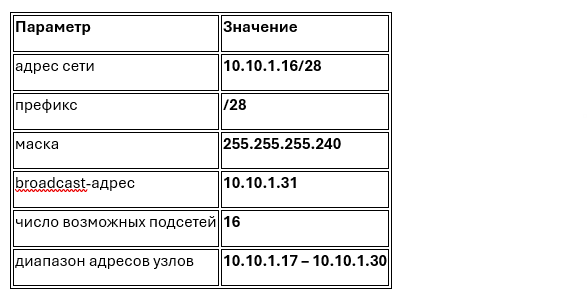 Параметр Значение
адрес сети 10.10.1.16/28
префикс /28
маска 255.255.255.240
broadcast-адрес 10.10.1.31
число возможных подсетей 16
диапазон адресов узлов 10.10.1.17 – 10.10.1.30